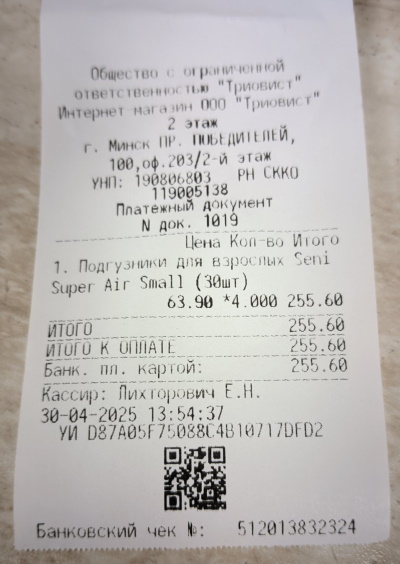 Общество с ограниченной
ответственностью "Триовист"
Интернет-магазин ООО "Триовист"
2 этаж
г. Минск ПР. ПОБЕДИТЕЛЕЙ,
100,оф.203/2-й этаж
УНП: 190806803 РН СККО
119005138
Платежный документ
N док. 1019
Цена Кол-во Итого
1. Подгузники для взрослых Seni
Super Air Small (30шт)
63.90 *4.000 255.60
ИТОГО 255.60
ИТОГО К ОПЛАТЕ 255.60
Банк. пл. картой: 255.60
Кассир: Лихторович Е.Н.
30-04-2025 13:54:37
УИ D87A05F75088C4B10717DFD2
Банковский чек №: 512013832324